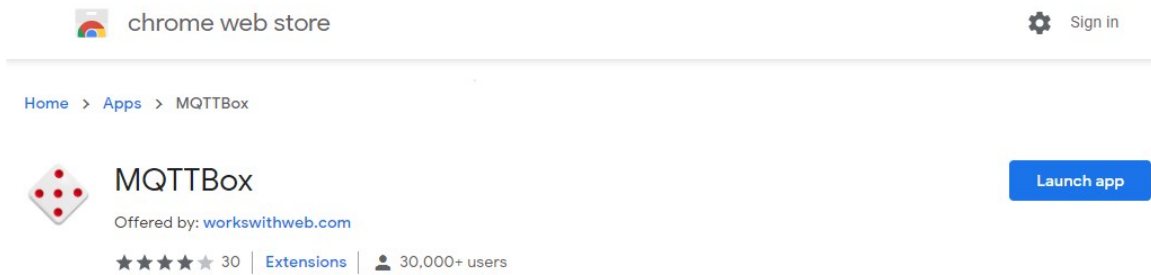 chrome web store
Sign in
Home > Apps > MQTTBox
MQTTBox
Launch app
Offered by: workswithweb.com
30 | Extensions | 30,000+ users